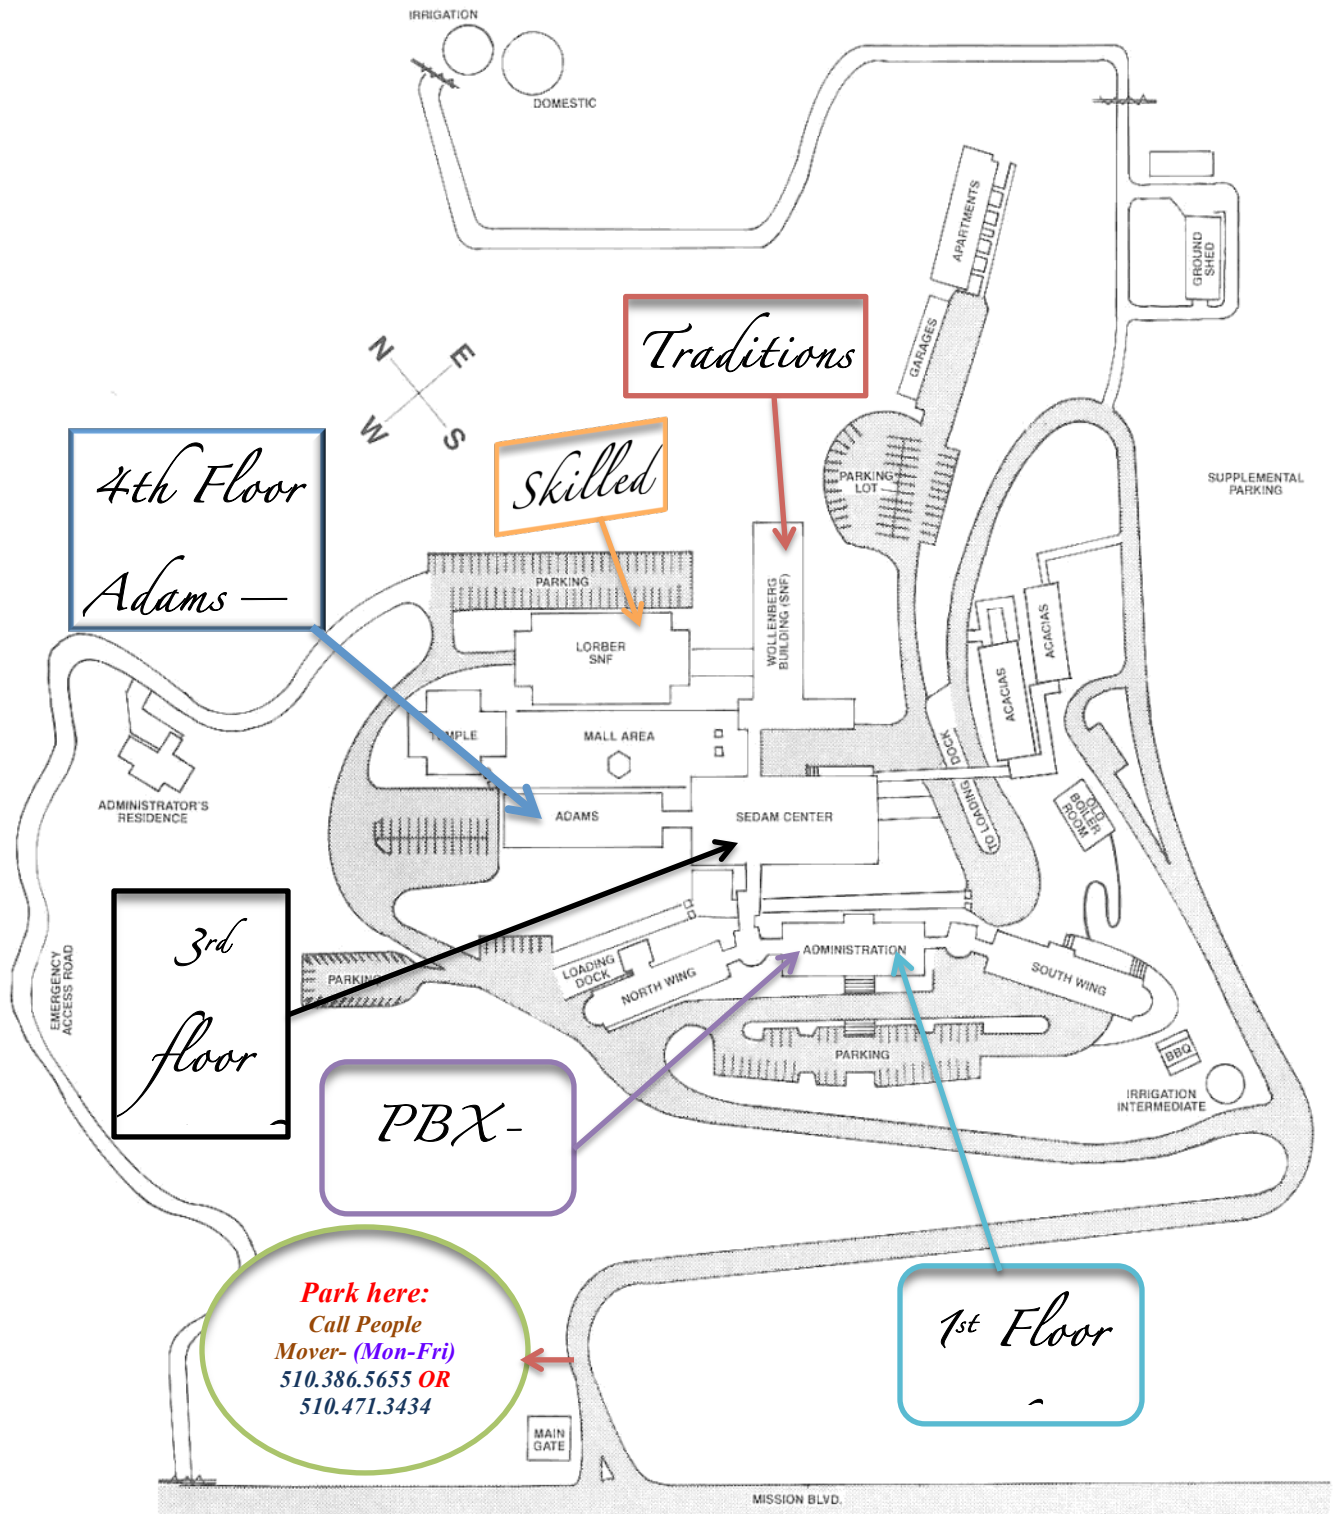 IRRIGATION
DOMESTIC
APARTMENTS
GROUND
SHED
GARAGES
Traditions
N
E
W
S
4th Floor
Adams –
Skilled
PARKING
LOT
SUPPLEMENTAL
PARKING
PARKING
LORBER
SNF
WOLLENBERG
BUILDING (SNF)
ACACIAS
ACACIAS
TEMPLE
MALL AREA
DOCK
TO LOADING
ADMINISTRATOR'S
RESIDENCE
ADAMS
SEDAM CENTER
OLD
BOILER
ROOM
3rd
floor
EMERGENCY
ACCESS ROAD
PARKING
LOADING
DOCK
NORTH WING
ADMINISTRATION
SOUTH WING
PARKING
BBQ
IRRIGATION
INTERMEDIATE
PBX-
Park here:
Call People
Mover- (Mon-Fri)
510.386.5655 OR
510.471.3434
1st Floor
MAIN
GATE
MISSION BLVD.